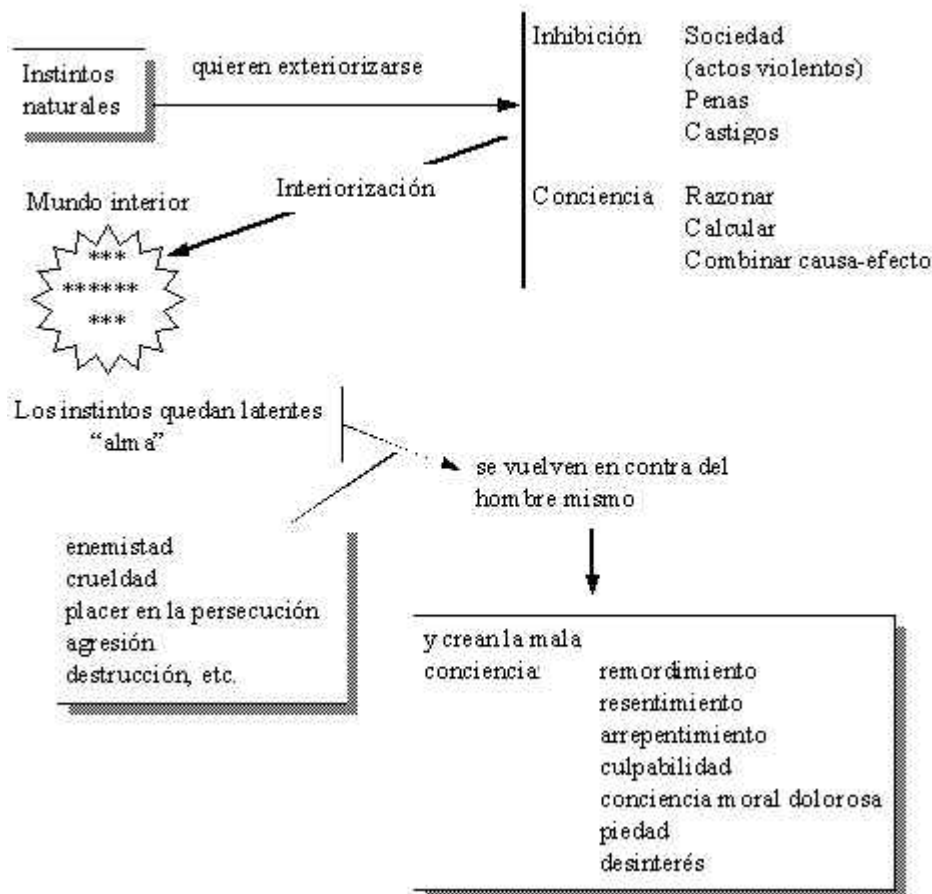 Instintos
naturales
quieren exteriorizarse
Inhibición Sociedad
(actos violentos)
Penas
Castigos
Interiorización
Conciencia Razonar
Calcular
Combinar causa-efecto
Mundo interior
***
******
***
Los instintos quedan latentes
“alma”
se vuelven en contra del
hombre mismo
enemistad
crueldad
placer en la persecución
agresión
destrucción, etc.
y crean la mala
conciencia: remordimiento
resentimiento
arrepentimiento
culpabilidad
conciencia moral dolorosa
piedad
desinterés